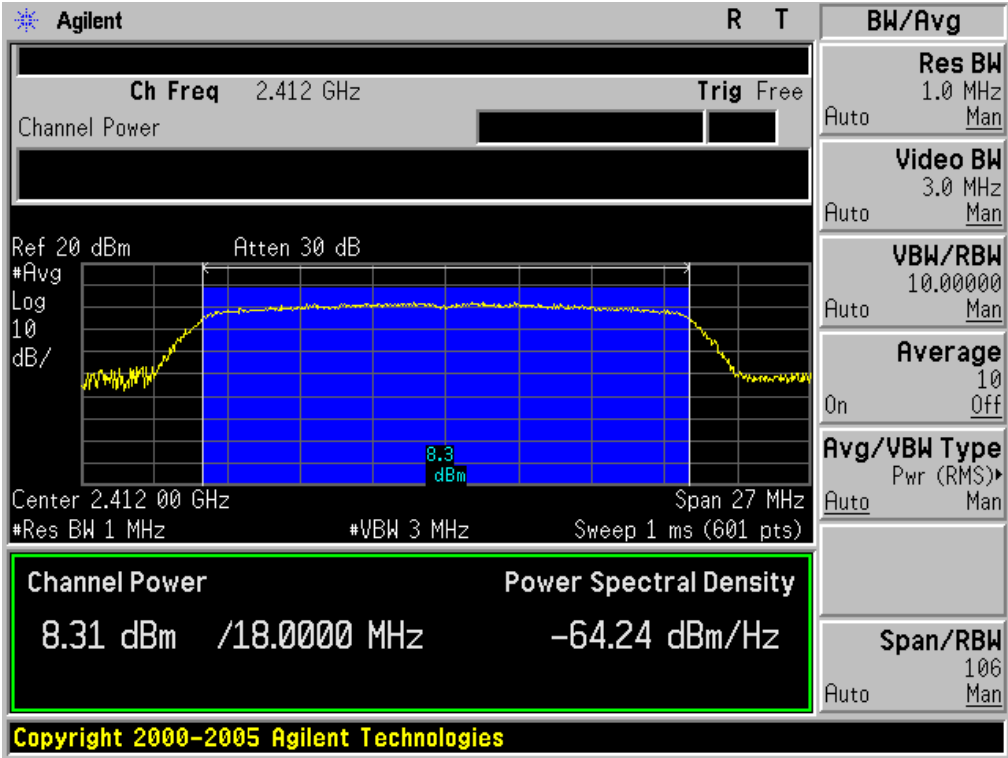 Agilent R T
Ch Freq 2.412 GHz Trig Free
Channel Power
Ref 20 dBm Atten 30 dB
#Avg
Log
10
dB/
8.3
dBm
Center 2.412 00 GHz Span 27 MHz
#Res BW 1 MHz #VBW 3 MHz Sweep 1 ms (601 pts)
Channel Power Power Spectral Density
8.31 dBm /18.0000 MHz -64.24 dBm/Hz
Copyright 2000-2005 Agilent Technologies
BW/Avg
Res BW
1.0 MHz
Auto Man
Video BW
3.0 MHz
Auto Man
VBW/RBW
10.00000
Auto Man
Average
10
On Off
Avg/VBW Type
Pwr (RMS)▸
Auto Man
Span/RBW
106
Auto Man